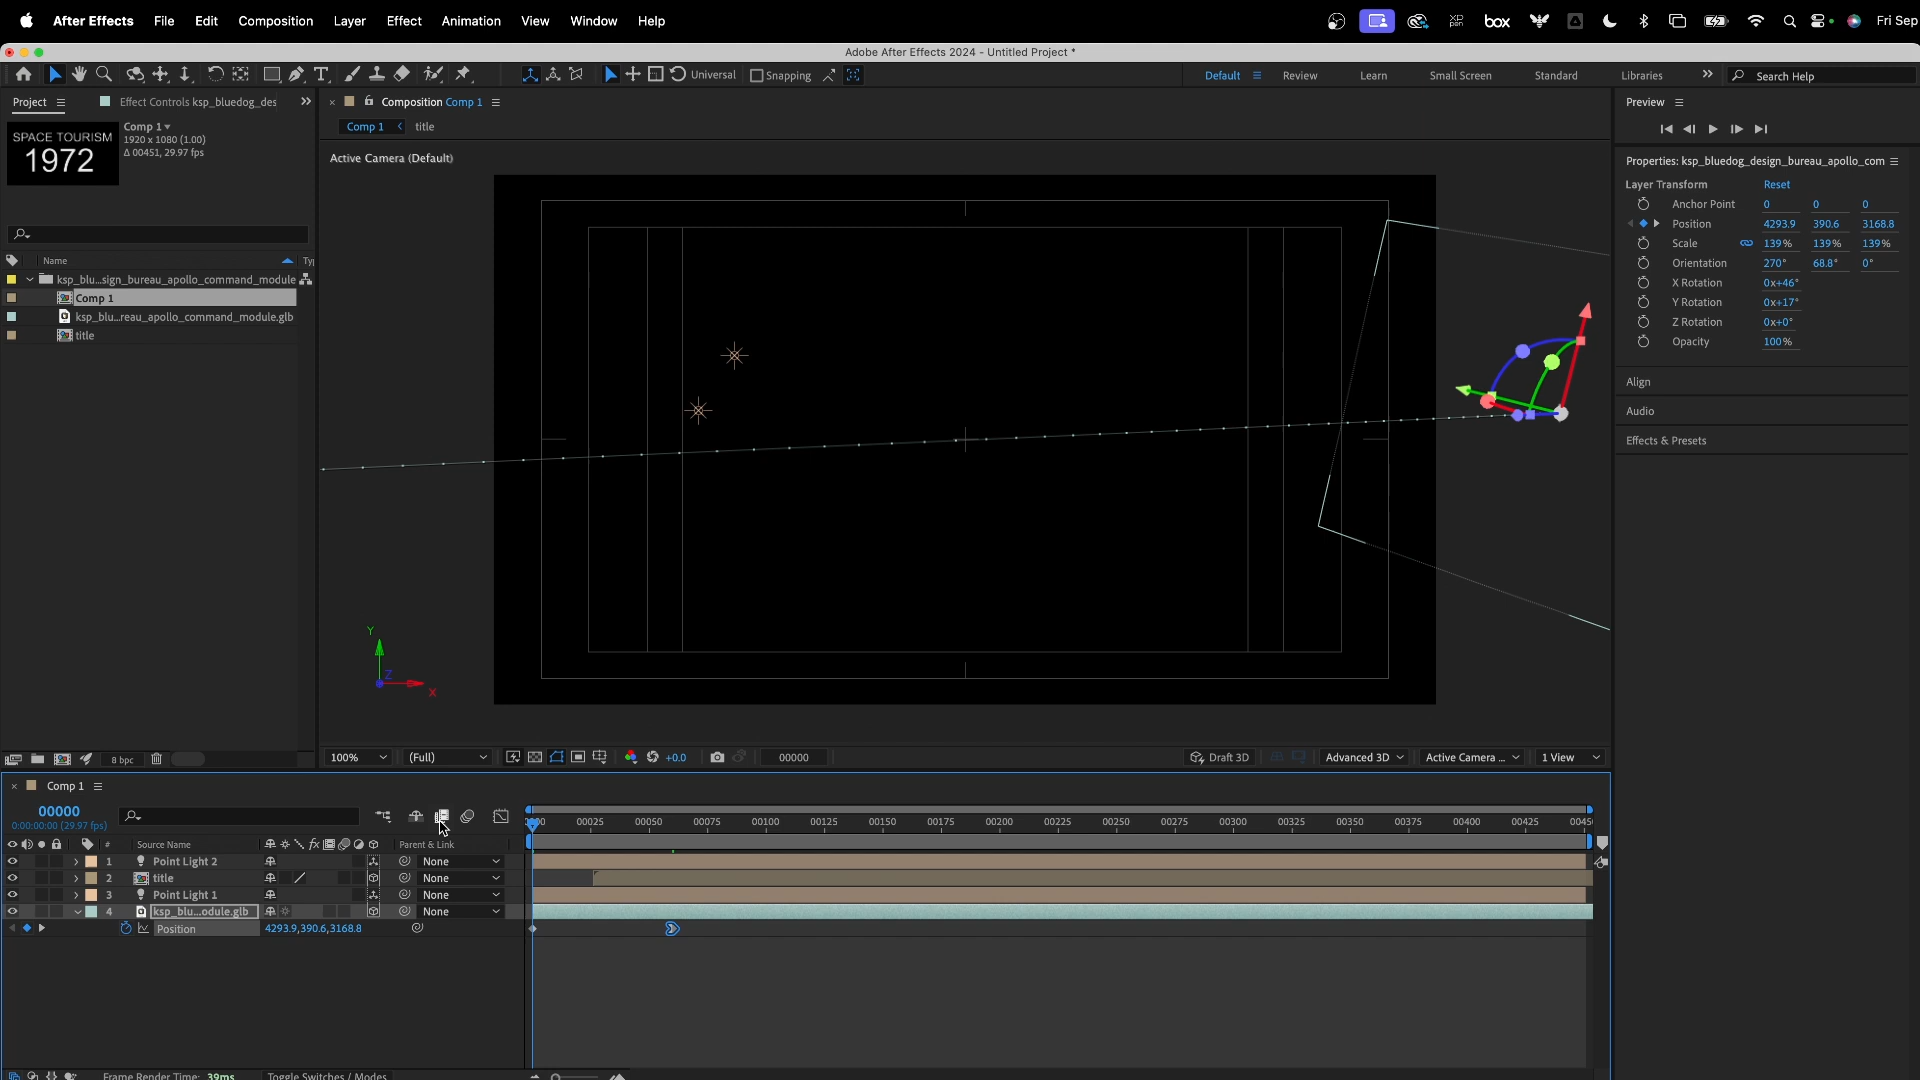 After Effects File Edit Composition Layer Effect Animation View Window Help
box
Fri Sep
Adobe After Effects 2024 - Untitled Project *
Universal Snapping
Default Review Learn Small Screen Standard Libraries
Search Help
Project
Effect Controls ksp_bluedog_des
Composition Comp 1
Preview
SPACE TOURISM
1972
Comp 1
1920 x 1080 (1.00)
Δ 00451, 29.97 fps
Comp 1 title
Active Camera (Default)
Properties: ksp_bluedog_design_bureau_apollo_com
Layer Transform Reset
Anchor Point 0 0 0
Position 4293.9 390.6 3168.8
Scale 139% 139% 139%
Orientation 270° 68.8° 0°
X Rotation 0x+46°
Y Rotation 0x+17°
Z Rotation 0x+0°
Opacity 100%
Align
Audio
Effects & Presets
Name
ksp_blu...sign_bureau_apollo_command_module
Comp 1
ksp_blu...reau_apollo_command_module.glb
title
Y
Z
X
8 bpc
100% (Full) +0.0 00000 Draft 3D Advanced 3D Active Camera ... 1 View
Comp 1
00000
0:00:00:00 (29.97 fps)
00025 00050 00075 00100 00125 00150 00175 00200 00225 00250 00275 00300 00325 00350 00375 00400 00425
# Source Name fx Parent & Link
1 Point Light 2 None
2 title None
3 Point Light 1 None
4 ksp_blu...odule.glb None
Position 4293.9,390.6,3168.8
Frame Render Time: 39ms Toggle Switches / Modes